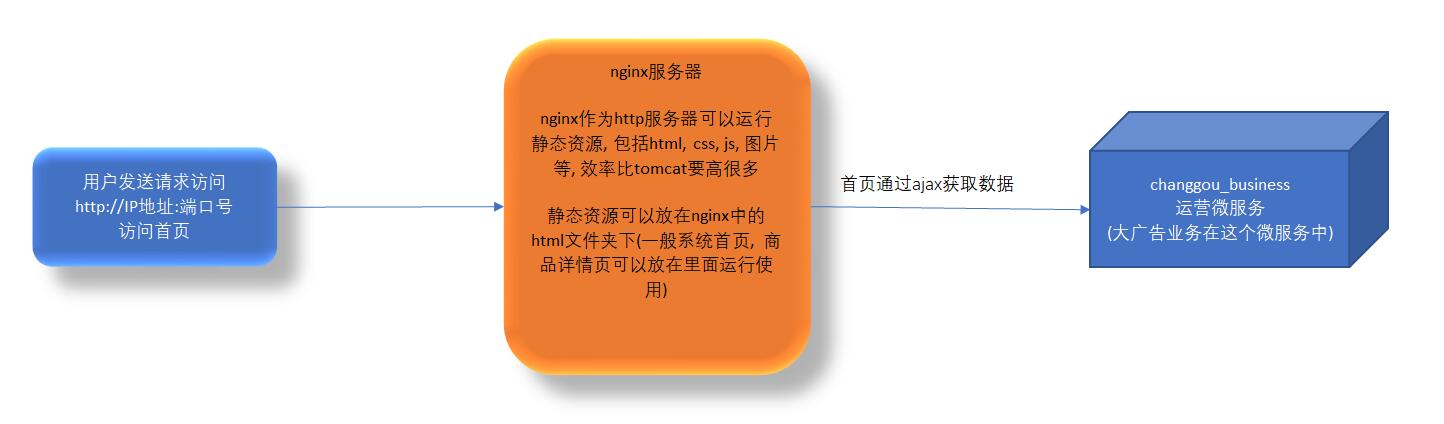 用户发送请求访问
http://IP地址:端口号
访问首页
nginx服务器
nginx作为http服务器可以运行
静态资源, 包括html, css, js, 图片
等, 效率比tomcat要高很多
静态资源可以放在nginx中的
html文件夹下(一般系统首页, 商
品详情页可以放在里面运行使
用)
首页通过ajax获取数据
changgou_business
运营微服务
(大广告业务在这个微服务中)